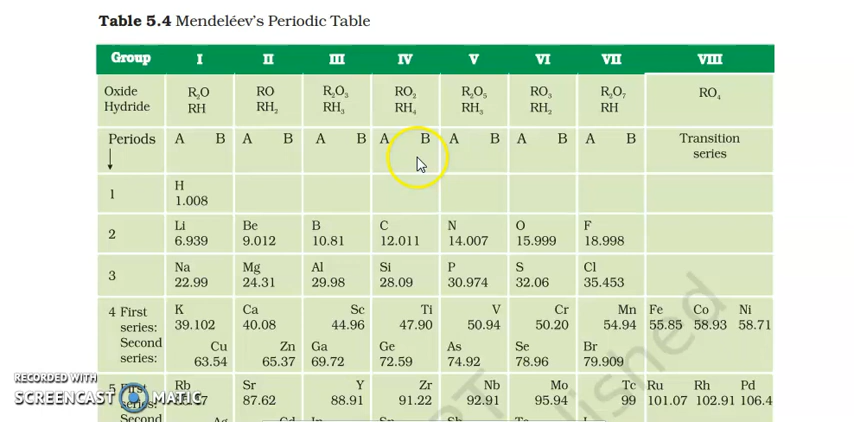 Table 5.4 Mendeléev's Periodic Table
Group I II III IV V VI VII VIII
Oxide R₂O RO R₂O₃ RO₂ R₂O₅ RO₃ R₂O₇ RO₄
Hydride RH RH₂ RH₃ RH₄ RH₃ RH₂ RH
Periods A B A B A B A B A B A B A B Transition
series
1 H
1.008
2 Li Be B C N O F
6.939 9.012 10.81 12.011 14.007 15.999 18.998
3 Na Mg Al Si P S Cl
22.99 24.31 29.98 28.09 30.974 32.06 35.453
4 First K Ca Sc Ti V Cr Mn Fe Co Ni
series: 39.102 40.08 44.96 47.90 50.94 50.20 54.94 55.85 58.93 58.71
Second Cu Zn Ga Ge As Se Br
series: 63.54 65.37 69.72 72.59 74.92 78.96 79.909
5 First Rb Sr Y Zr Nb Mo Tc Ru Rh Pd
series: 87.62 88.91 91.22 92.91 95.94 99 101.07 102.91 106.4
Second
RECORDED WITH
SCREENCAST MATIC